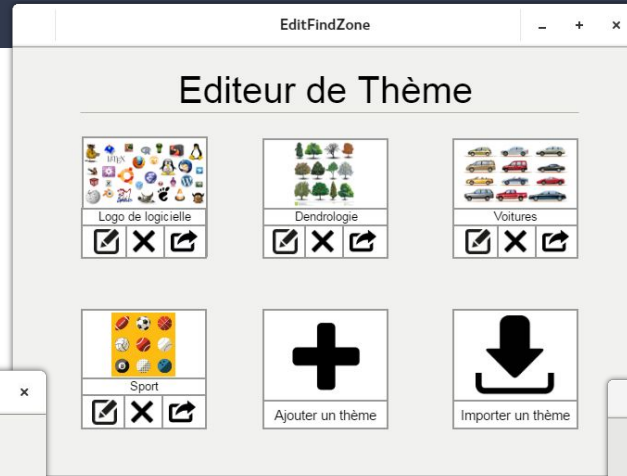 EditFindZone
Editeur de Thème
Logo de logicielle
Dendrologie
Voitures
Sport
Ajouter un thème
Importer un thème